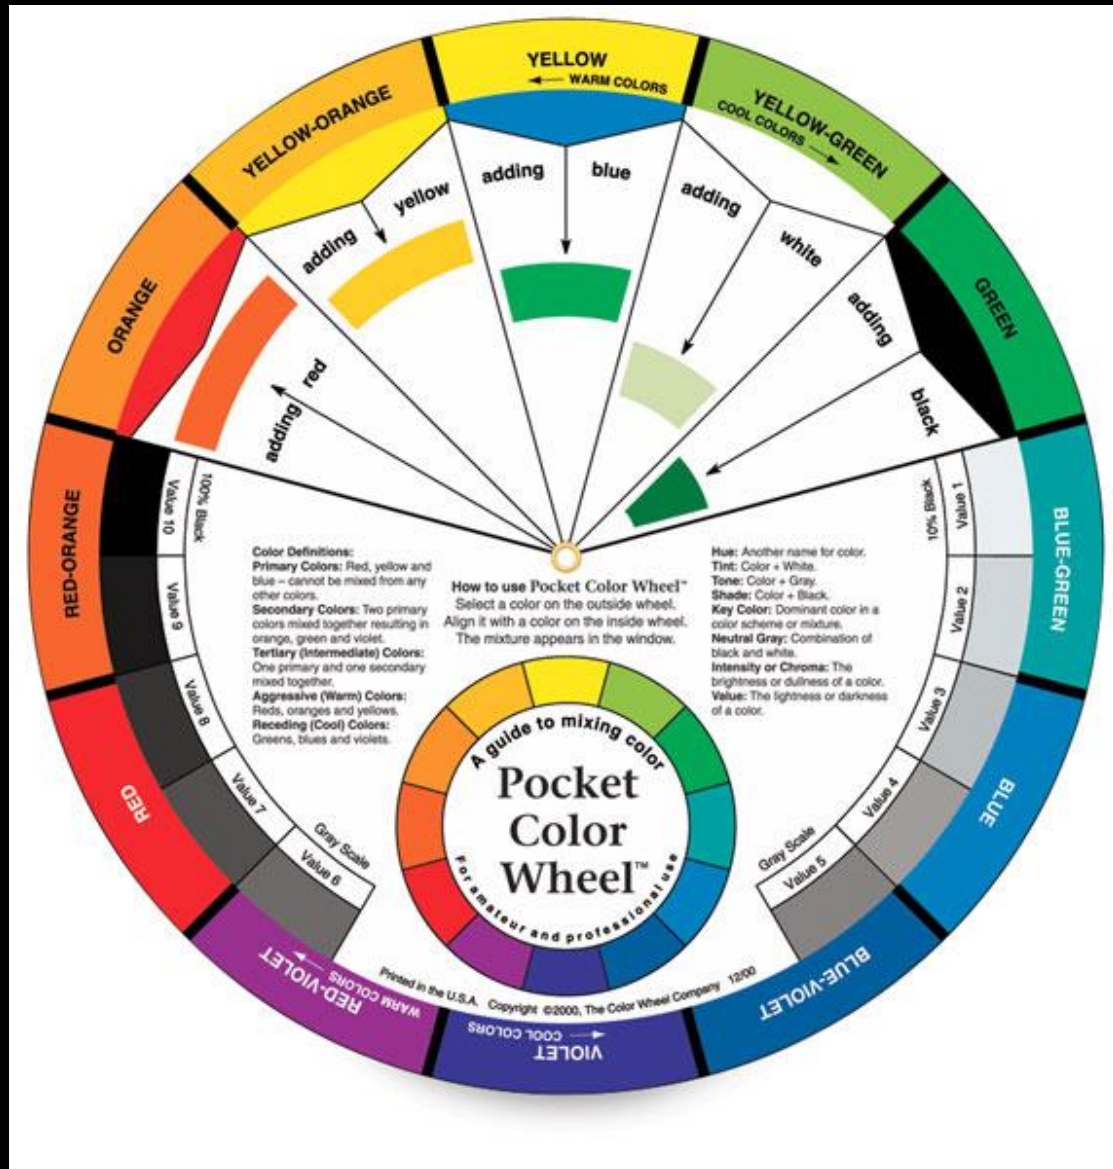 YELLOW
WARM COLORS
YELLOW-GREEN
COOL COLORS
GREEN
BLUE-GREEN
BLUE
BLUE-VIOLET
VIOLET
COOL COLORS
RED-VIOLET
WARM COLORS
RED
RED-ORANGE
ORANGE
YELLOW-ORANGE
adding red
adding yellow
adding blue
adding white
adding black
100% Black
Value 10
Value 9
Value 8
Value 7
Value 6
Gray Scale
10% Black
Value 1
Value 2
Value 3
Value 4
Value 5
Gray Scale
Color Definitions:
Primary Colors: Red, yellow and
blue – cannot be mixed from any
other colors.
Secondary Colors: Two primary
colors mixed together resulting in
orange, green and violet.
Tertiary (Intermediate) Colors:
One primary and one secondary
mixed together.
Aggressive (Warm) Colors:
Reds, oranges and yellows.
Receding (Cool) Colors:
Greens, blues and violets.
How to use Pocket Color Wheel™
Select a color on the outside wheel.
Align it with a color on the inside wheel.
The mixture appears in the window.
Hue: Another name for color.
Tint: Color + White.
Tone: Color + Gray.
Shade: Color + Black.
Key Color: Dominant color in a
color scheme or mixture.
Neutral Gray: Combination of
black and white.
Intensity or Chroma: The
brightness or dullness of a color.
Value: The lightness or darkness
of a color.
A guide to mixing color
Pocket
Color
Wheel™
For amateur and professional use
Printed in the U.S.A. Copyright ©2000, The Color Wheel Company 12/00